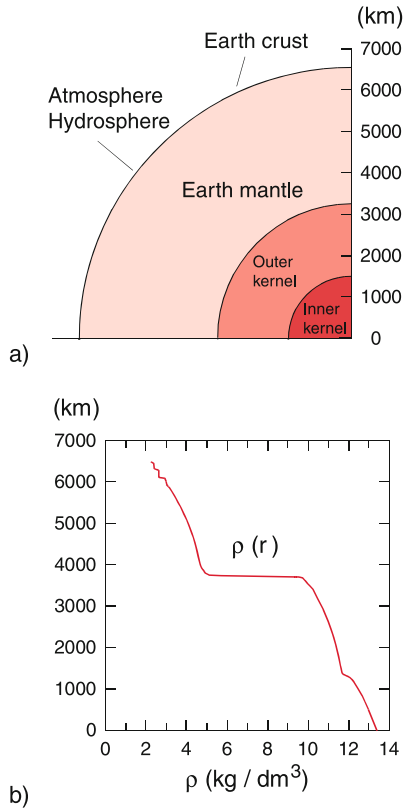 (km)
Earth crust
7000
Atmosphere
Hydrosphere
6000
5000
Earth mantle
4000
3000
Outer
kernel
2000
1000
Inner
kernel
0
a)
(km)
7000
6000
5000
ρ (r)
4000
3000
2000
1000
0
0 2 4 6 8 10 12 14
ρ (kg / dm³)
b)